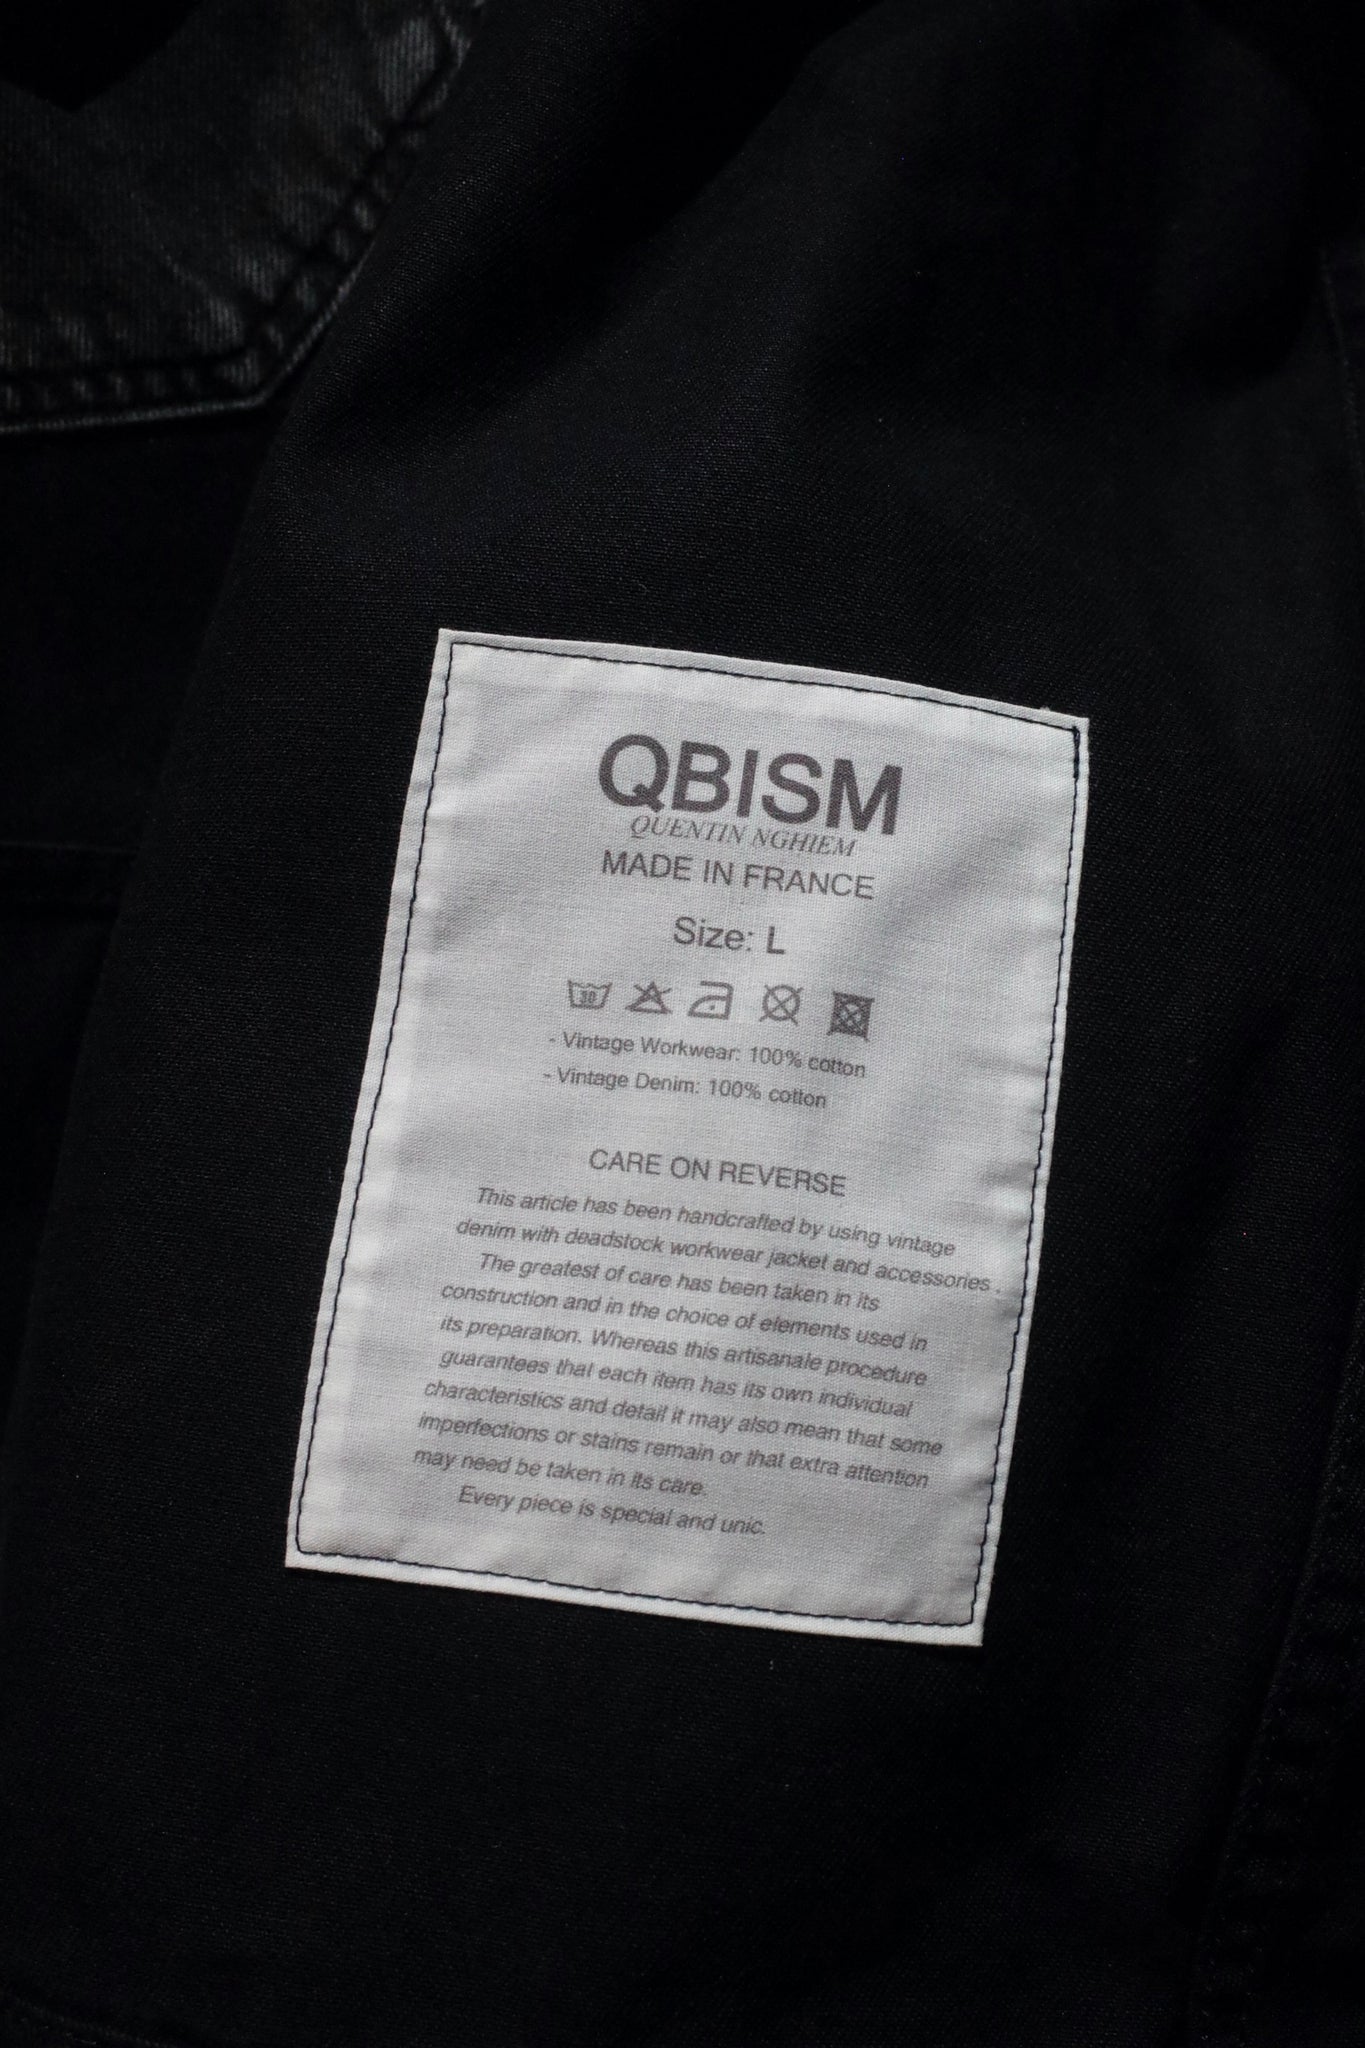 QBISM
QUENTIN NGHIEM
MADE IN FRANCE
Size: L
30
- Vintage Workwear: 100% cotton
- Vintage Denim: 100% cotton
CARE ON REVERSE
This article has been handcrafted by using vintage
denim with deadstock workwear jacket and accessories .
The greatest of care has been taken in its
construction and in the choice of elements used in
its preparation. Whereas this artisanale procedure
guarantees that each item has its own individual
characteristics and detail it may also mean that some
imperfections or stains remain or that extra attention
may need be taken in its care.
Every piece is special and unic.